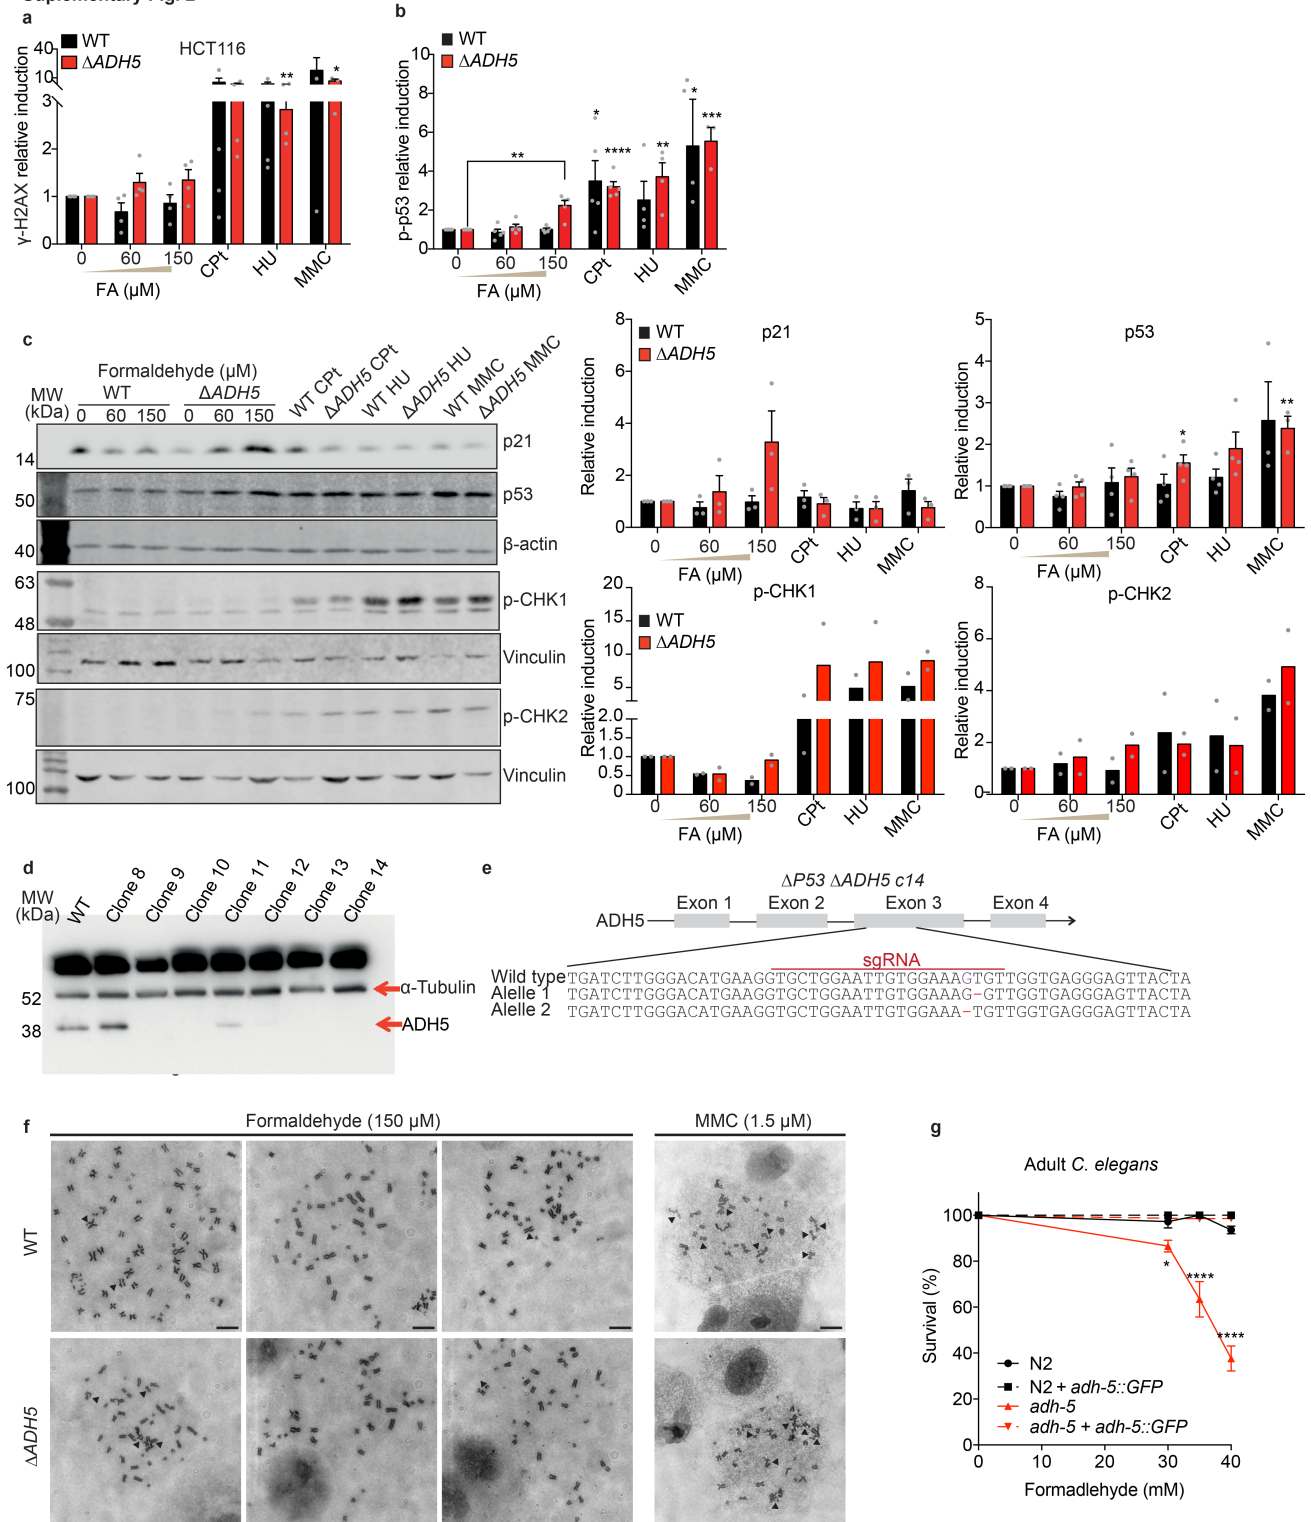 Suplementary Fig. 2
a
WT
ΔADH5
HCT116
γ-H2AX relative induction
40
10
3
2
1
0
0
60
150
CPt
HU
MMC
FA (µM)
**
*
b
WT
ΔADH5
p-p53 relative induction
10
8
6
4
2
0
**
*
****
**
*
***
0
60
150
CPt
HU
MMC
FA (µM)
c
Formaldehyde (µM)
MW
(kDa)
WT
ΔADH5
0 60 150 0 60 150
WT CPt
ΔADH5 CPt
WT HU
ΔADH5 HU
WT MMC
ΔADH5 MMC
14
p21
50
p53
40
β-actin
63
48
p-CHK1
100
Vinculin
75
p-CHK2
100
Vinculin
p21
WT
ΔADH5
Relative induction
8
6
4
2
0
0
60
150
CPt
HU
MMC
FA (µM)
p53
Relative induction
5
4
3
2
1
0
*
**
0
60
150
CPt
HU
MMC
FA (µM)
p-CHK1
WT
ΔADH5
Relative induction
20
15
10
5
2.0
1.5
1.0
0.5
0
0
60
150
CPt
HU
MMC
FA (µM)
p-CHK2
Relative induction
8
6
4
2
0
0
60
150
CPt
HU
MMC
FA (µM)
d
MW
(kDa)
WT
Clone 8
Clone 9
Clone 10
Clone 11
Clone 12
Clone 13
Clone 14
52
38
α-Tubulin
ADH5
e
ΔP53 ΔADH5 c14
ADH5
Exon 1
Exon 2
Exon 3
Exon 4
sgRNA
Wild type TGATCTTGGGACATGAAGGTGCTGGAATTGTGGAAAGTGTTGGTGAGGGAGTTACTA
Alelle 1 TGATCTTGGGACATGAAGGTGCTGGAATTGTGGAAAG-GTTGGTGAGGGAGTTACTA
Alelle 2 TGATCTTGGGACATGAAGGTGCTGGAATTGTGGAAA-TGTTGGTGAGGGAGTTACTA
f
Formaldehyde (150 µM)
MMC (1.5 µM)
WT
ΔADH5
g
Adult C. elegans
Survival (%)
100
80
60
40
20
0
*
****
****
N2
N2 + adh-5::GFP
adh-5
adh-5 + adh-5::GFP
0
10
20
30
40
Formadlehyde (mM)